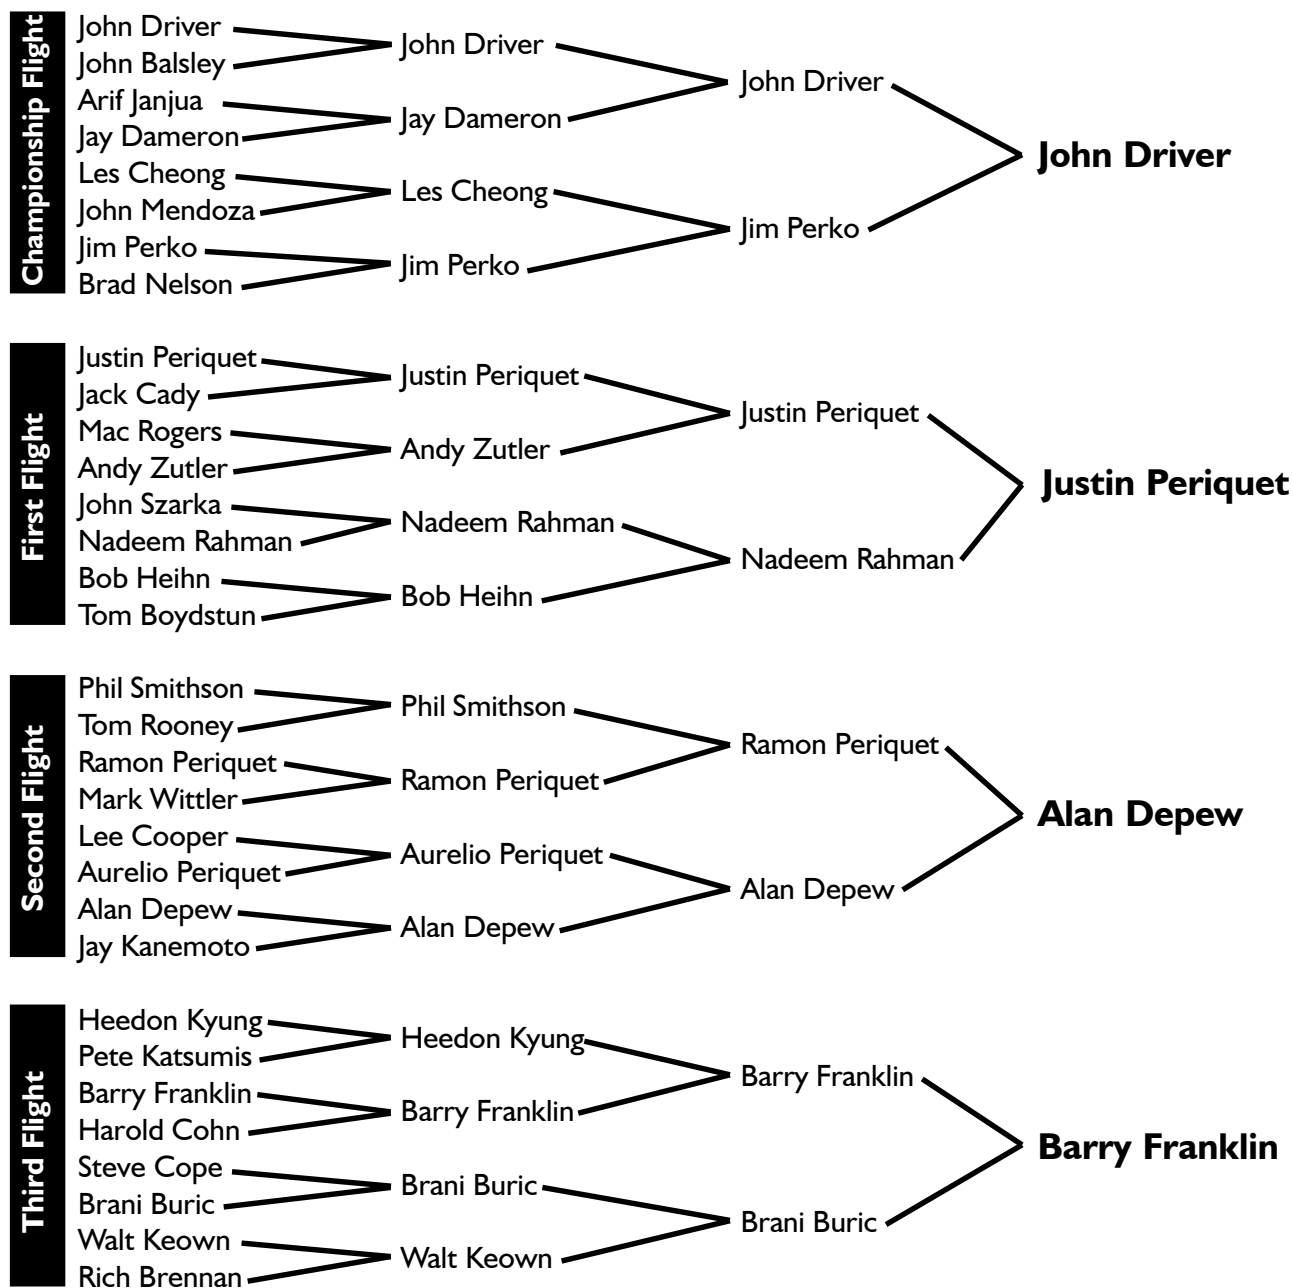 Championship Flight
John Driver
John Balsley
Arif Janjua
Jay Dameron
Les Cheong
John Mendoza
Jim Perko
Brad Nelson
John Driver
Jay Dameron
Les Cheong
Jim Perko
John Driver
Jim Perko
John Driver
First Flight
Justin Periquet
Jack Cady
Mac Rogers
Andy Zutler
John Szarka
Nadeem Rahman
Bob Heihn
Tom Boydstun
Justin Periquet
Andy Zutler
Nadeem Rahman
Bob Heihn
Justin Periquet
Nadeem Rahman
Justin Periquet
Second Flight
Phil Smithson
Tom Rooney
Ramon Periquet
Mark Wittler
Lee Cooper
Aurelio Periquet
Alan Depew
Jay Kanemoto
Phil Smithson
Ramon Periquet
Aurelio Periquet
Alan Depew
Ramon Periquet
Alan Depew
Alan Depew
Third Flight
Heedon Kyung
Pete Katsumis
Barry Franklin
Harold Cohn
Steve Cope
Brani Buric
Walt Keown
Rich Brennan
Heedon Kyung
Barry Franklin
Brani Buric
Walt Keown
Barry Franklin
Brani Buric
Barry Franklin